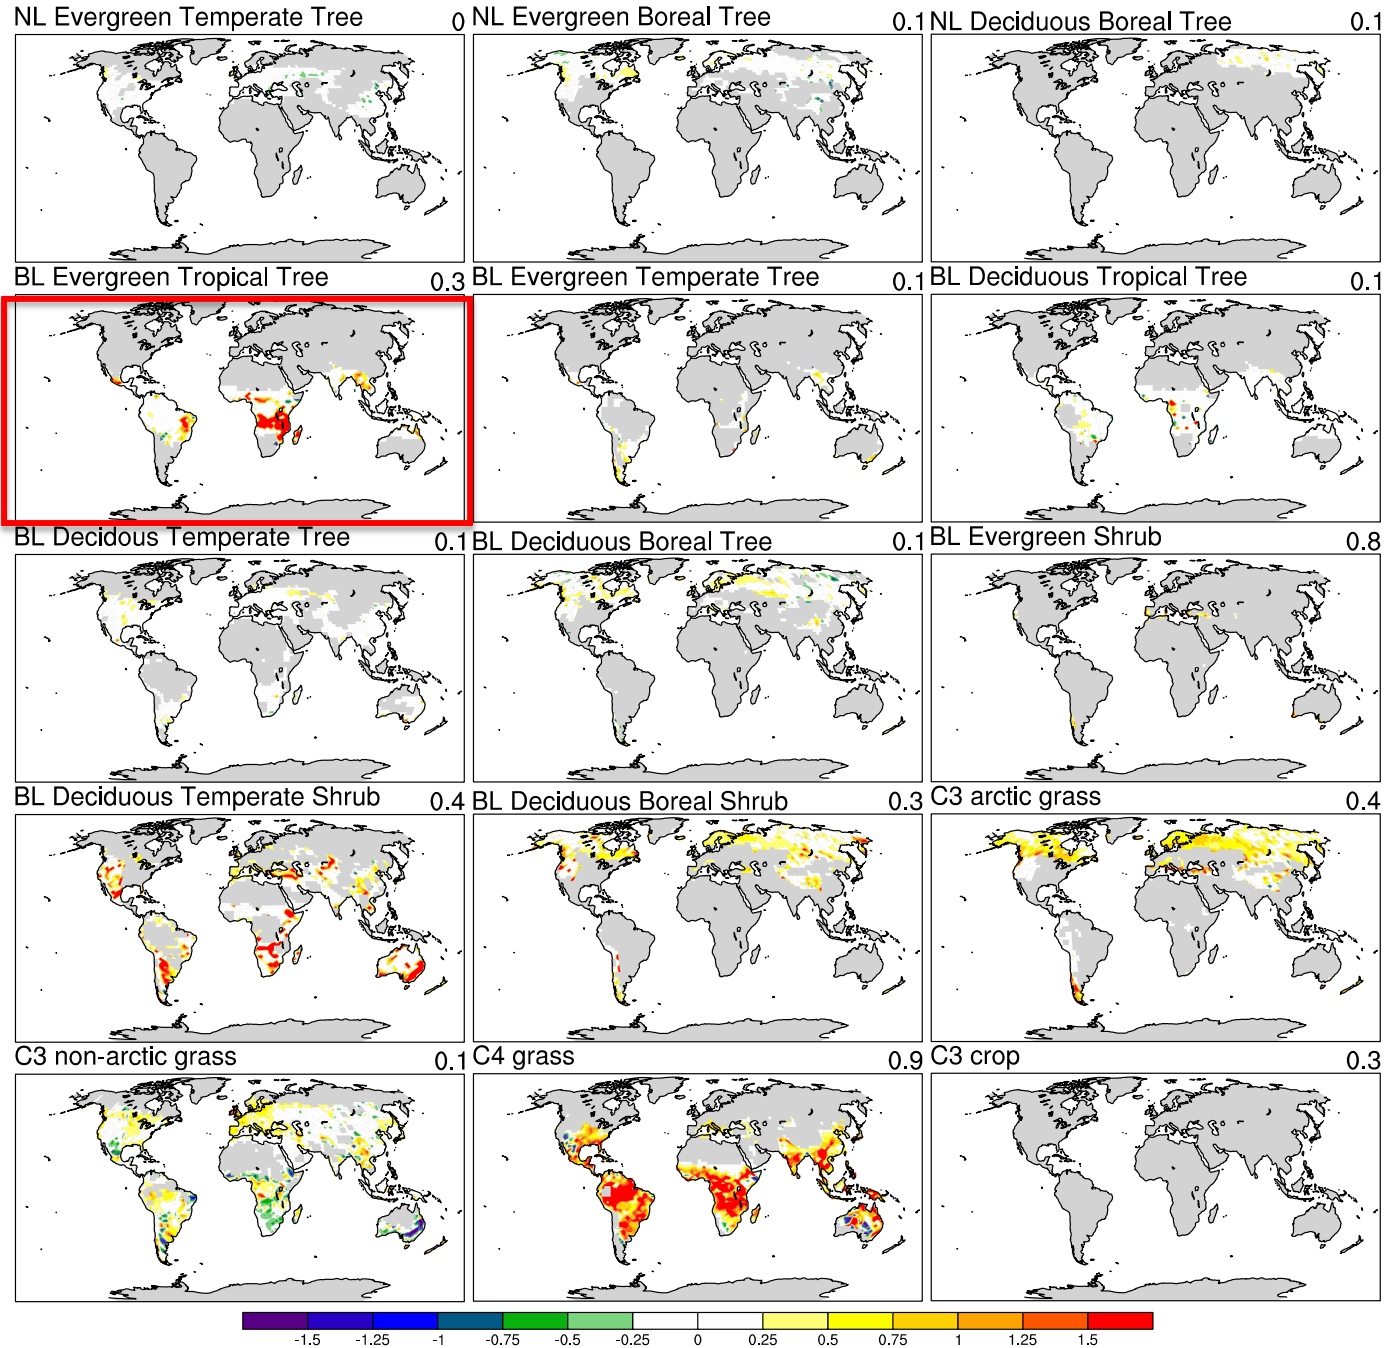 NL Evergreen Temperate Tree 0
NL Evergreen Boreal Tree 0.1
NL Deciduous Boreal Tree 0.1
BL Evergreen Tropical Tree 0.3
BL Evergreen Temperate Tree 0.1
BL Deciduous Tropical Tree 0.1
BL Decidous Temperate Tree 0.1
BL Deciduous Boreal Tree 0.1
BL Evergreen Shrub 0.8
BL Deciduous Temperate Shrub 0.4
BL Deciduous Boreal Shrub 0.3
C3 arctic grass 0.4
C3 non-arctic grass 0.1
C4 grass 0.9
C3 crop 0.3
-1.5 -1.25 -1 -0.75 -0.5 -0.25 0 0.25 0.5 0.75 1 1.25 1.5